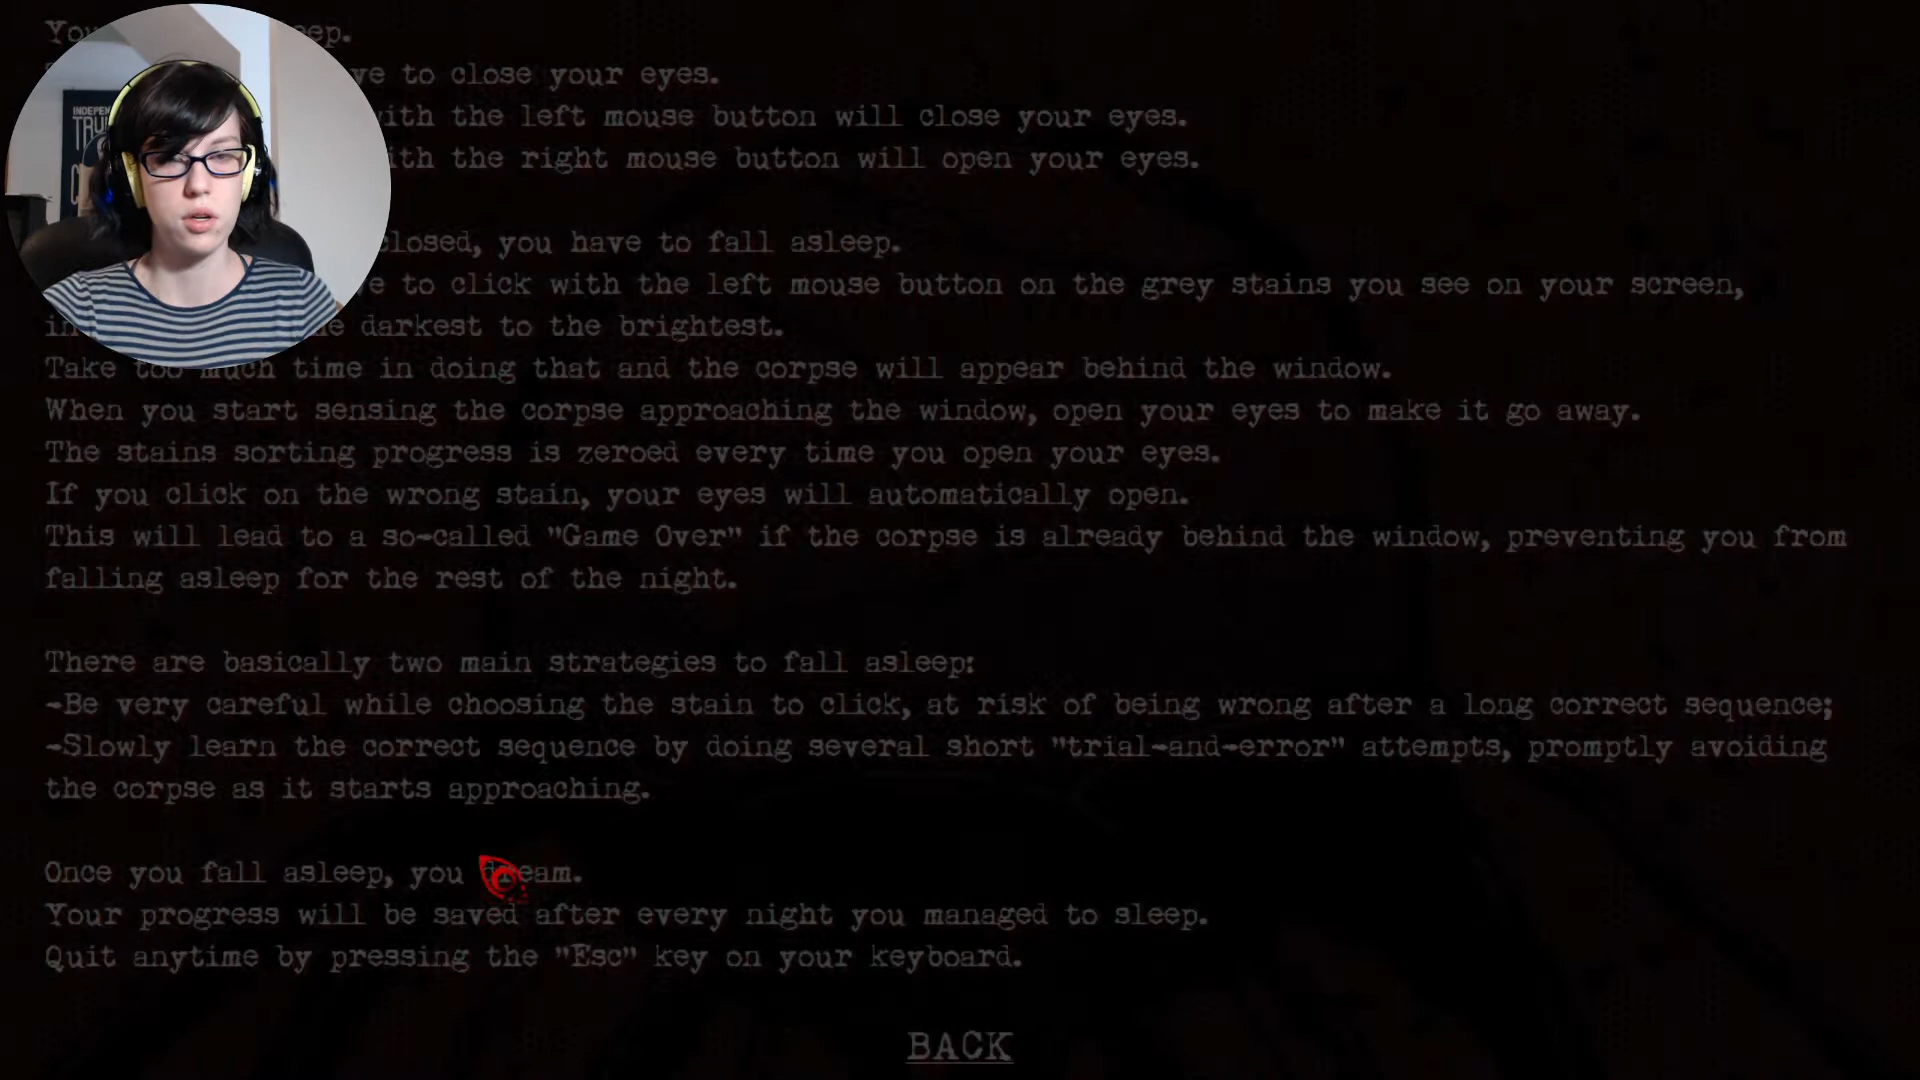 You ep.
ve to close your eyes.
ith the left mouse button will close your eyes.
ith the right mouse button will open your eyes.
INDEPEN
TRU
C
closed, you have to fall asleep.
ve to click with the left mouse button on the grey stains you see on your screen,
in e darkest to the brightest.
Take too much time in doing that and the corpse will appear behind the window.
When you start sensing the corpse approaching the window, open your eyes to make it go away.
The stains sorting progress is zeroed every time you open your eyes.
If you click on the wrong stain, your eyes will automatically open.
This will lead to a so-called "Game Over" if the corpse is already behind the window, preventing you from
falling asleep for the rest of the night.
There are basically two main strategies to fall asleep:
-Be very careful while choosing the stain to click, at risk of being wrong after a long correct sequence;
-Slowly learn the correct sequence by doing several short "trial-and-error" attempts, promptly avoiding
the corpse as it starts approaching.
Once you fall asleep, you dream.
Your progress will be saved after every night you managed to sleep.
Quit anytime by pressing the "Esc" key on your keyboard.
BACK